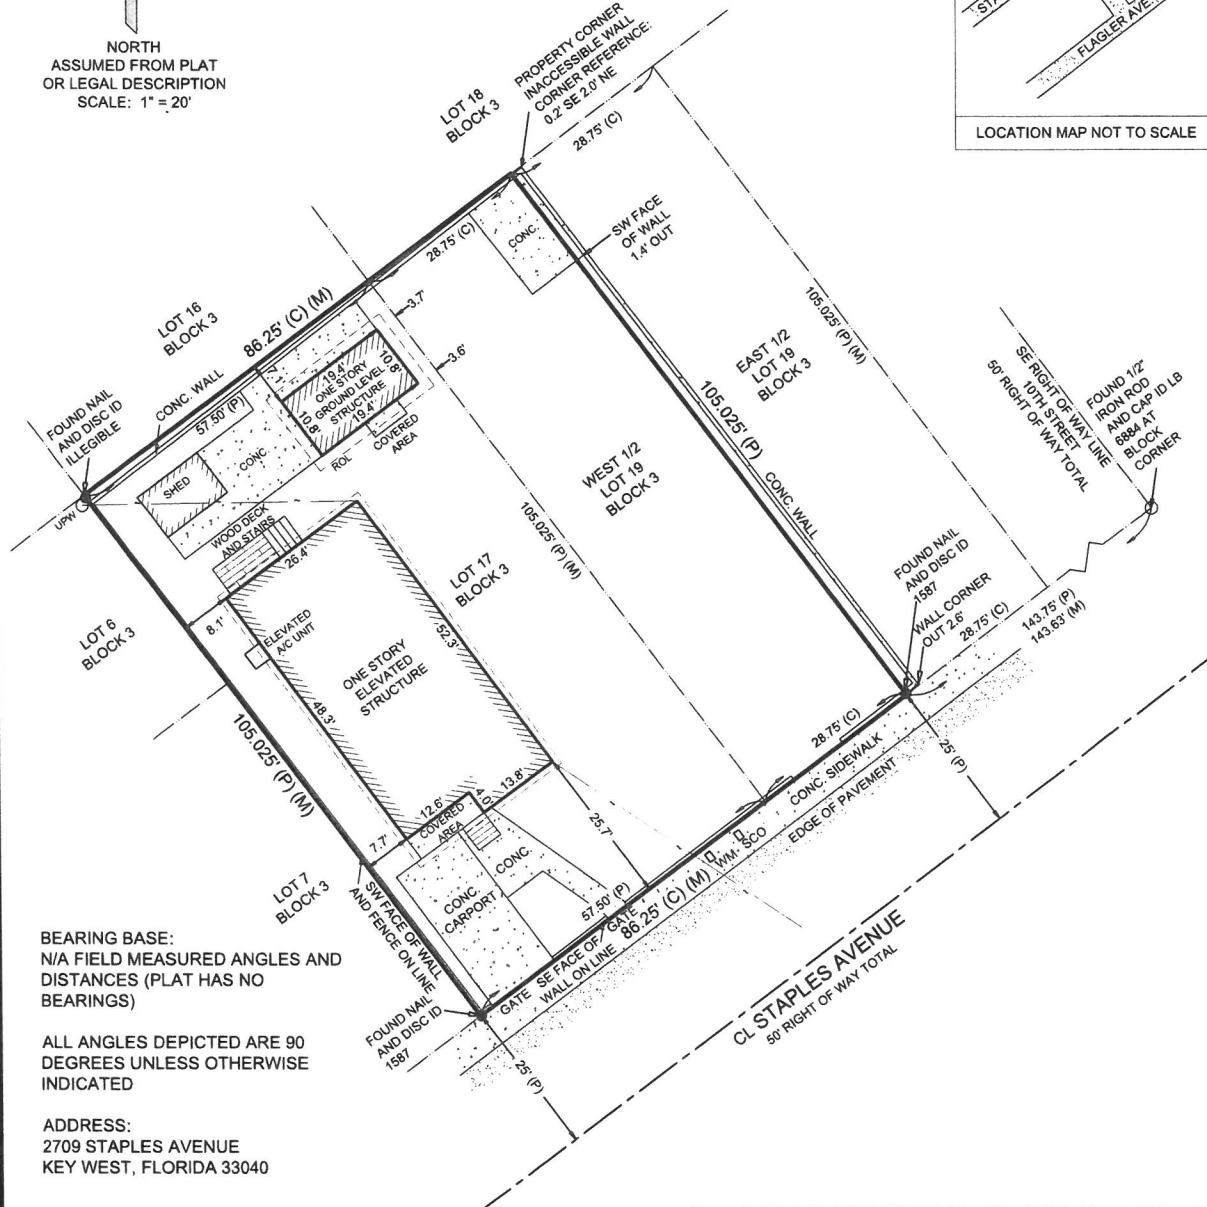 NORTH
ASSUMED FROM PLAT
OR LEGAL DESCRIPTION
SCALE: 1" = 20'
FLAGLER AVE.
LOCATION MAP NOT TO SCALE
PROPERTY CORNER
INACCESSIBLE WALL
CORNER REFERENCE:
0.2' SE 2.0' NE
LOT 18
BLOCK 3
28.75' (C)
CONC.
SW FACE
OF WALL
1.4' OUT
28.75' (C)
LOT 16
BLOCK 3
86.25' (C) (M)
3.7'
3.6'
105.025' (P) (M)
EAST 1/2
LOT 19
BLOCK 3
SE RIGHT OF WAY LINE
10TH STREET
50' RIGHT OF WAY TOTAL
FOUND 1/2"
IRON ROD
AND CAP ID LB
6884 AT
BLOCK
CORNER
FOUND NAIL
AND DISC ID
ILLEGIBLE
CONC. WALL
57.50' (P)
19.4'
ONE STORY
GROUND LEVEL
STRUCTURE
19.4'
10.8'
10.8'
COVERED
AREA
ROL
CONC.
SHED
UPW
WOOD DECK
AND STAIRS
26.4'
105.025' (P)
WEST 1/2
LOT 19
BLOCK 3
CONC. WALL
105.025' (P) (M)
LOT 17
BLOCK 3
FOUND NAIL
AND DISC ID
1587
WALL CORNER
OUT 2.6'
28.75' (C)
143.75' (P)
143.63' (M)
LOT 6
BLOCK 3
8.1'
ELEVATED
A/C UNIT
ONE STORY
ELEVATED
STRUCTURE
52.3'
48.3'
105.025' (P) (M)
28.75' (C)
CONC. SIDEWALK
EDGE OF PAVEMENT
25' (P)
12.6'
COVERED
AREA
4.0'
13.8'
7.7'
25.7'
WM
SCO
CONC.
CONC.
CARPORT
57.50' (P)
86.25' (C) (M)
LOT 7
BLOCK 3
SW FACE OF WALL
AND FENCE ON LINE
GATE
SE FACE OF GATE
WALL ON LINE
FOUND NAIL
AND DISC ID
1587
25' (P)
CL STAPLES AVENUE
50' RIGHT OF WAY TOTAL
BEARING BASE:
N/A FIELD MEASURED ANGLES AND
DISTANCES (PLAT HAS NO
BEARINGS)
ALL ANGLES DEPICTED ARE 90
DEGREES UNLESS OTHERWISE
INDICATED
ADDRESS:
2709 STAPLES AVENUE
KEY WEST, FLORIDA 33040